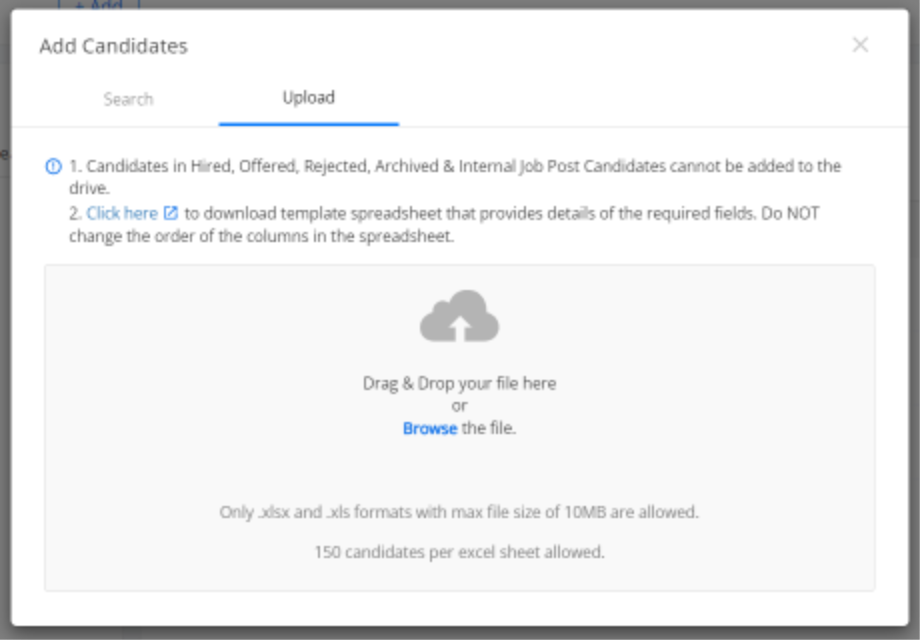 + Add
Add Candidates
Search
Upload
1. Candidates in Hired, Offered, Rejected, Archived & Internal Job Post Candidates cannot be added to the
drive.
2. Click here to download template spreadsheet that provides details of the required fields. Do NOT
change the order of the columns in the spreadsheet.
Drag & Drop your file here
or
Browse the file.
Only .xlsx and .xls formats with max file size of 10MB are allowed.
150 candidates per excel sheet allowed.